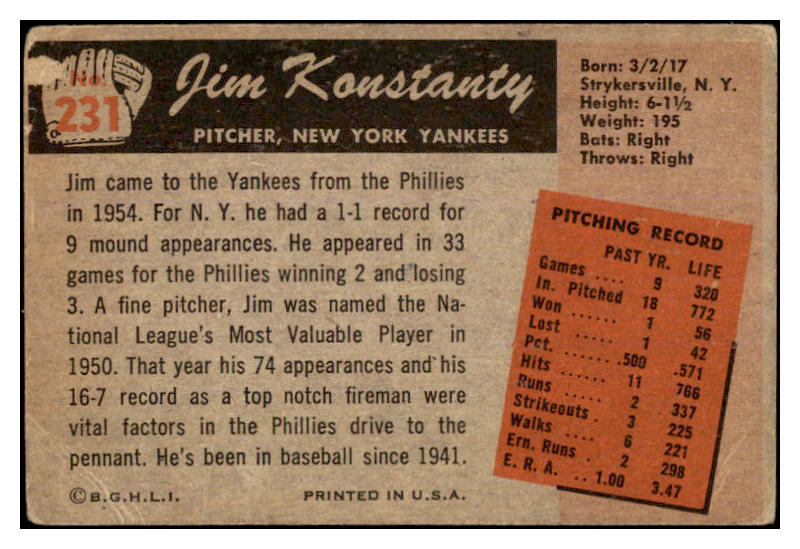 No.
231
Jim Konstanty
PITCHER, NEW YORK YANKEES
Born: 3/2/17
Strykersville, N. Y.
Height: 6-1½
Weight: 195
Bats: Right
Throws: Right
Jim came to the Yankees from the Phillies
in 1954. For N. Y. he had a 1-1 record for
9 mound appearances. He appeared in 33
games for the Phillies winning 2 and losing
3. A fine pitcher, Jim was named the Na-
tional League's Most Valuable Player in
1950. That year his 74 appearances and his
16-7 record as a top notch fireman were
vital factors in the Phillies drive to the
pennant. He's been in baseball since 1941.
PITCHING RECORD
PAST YR. LIFE
Games .... 9 320
In. Pitched 18 772
Won ...... 1 56
Lost ...... 1 42
Pct. ...... .500 .571
Hits ...... 11 766
Runs ..... 2 337
Strikeouts . 3 225
Walks .... 6 221
Ern. Runs . 2 298
E. R. A. .. 1.00 3.47
© B.G.H.L.I. PRINTED IN U.S.A.